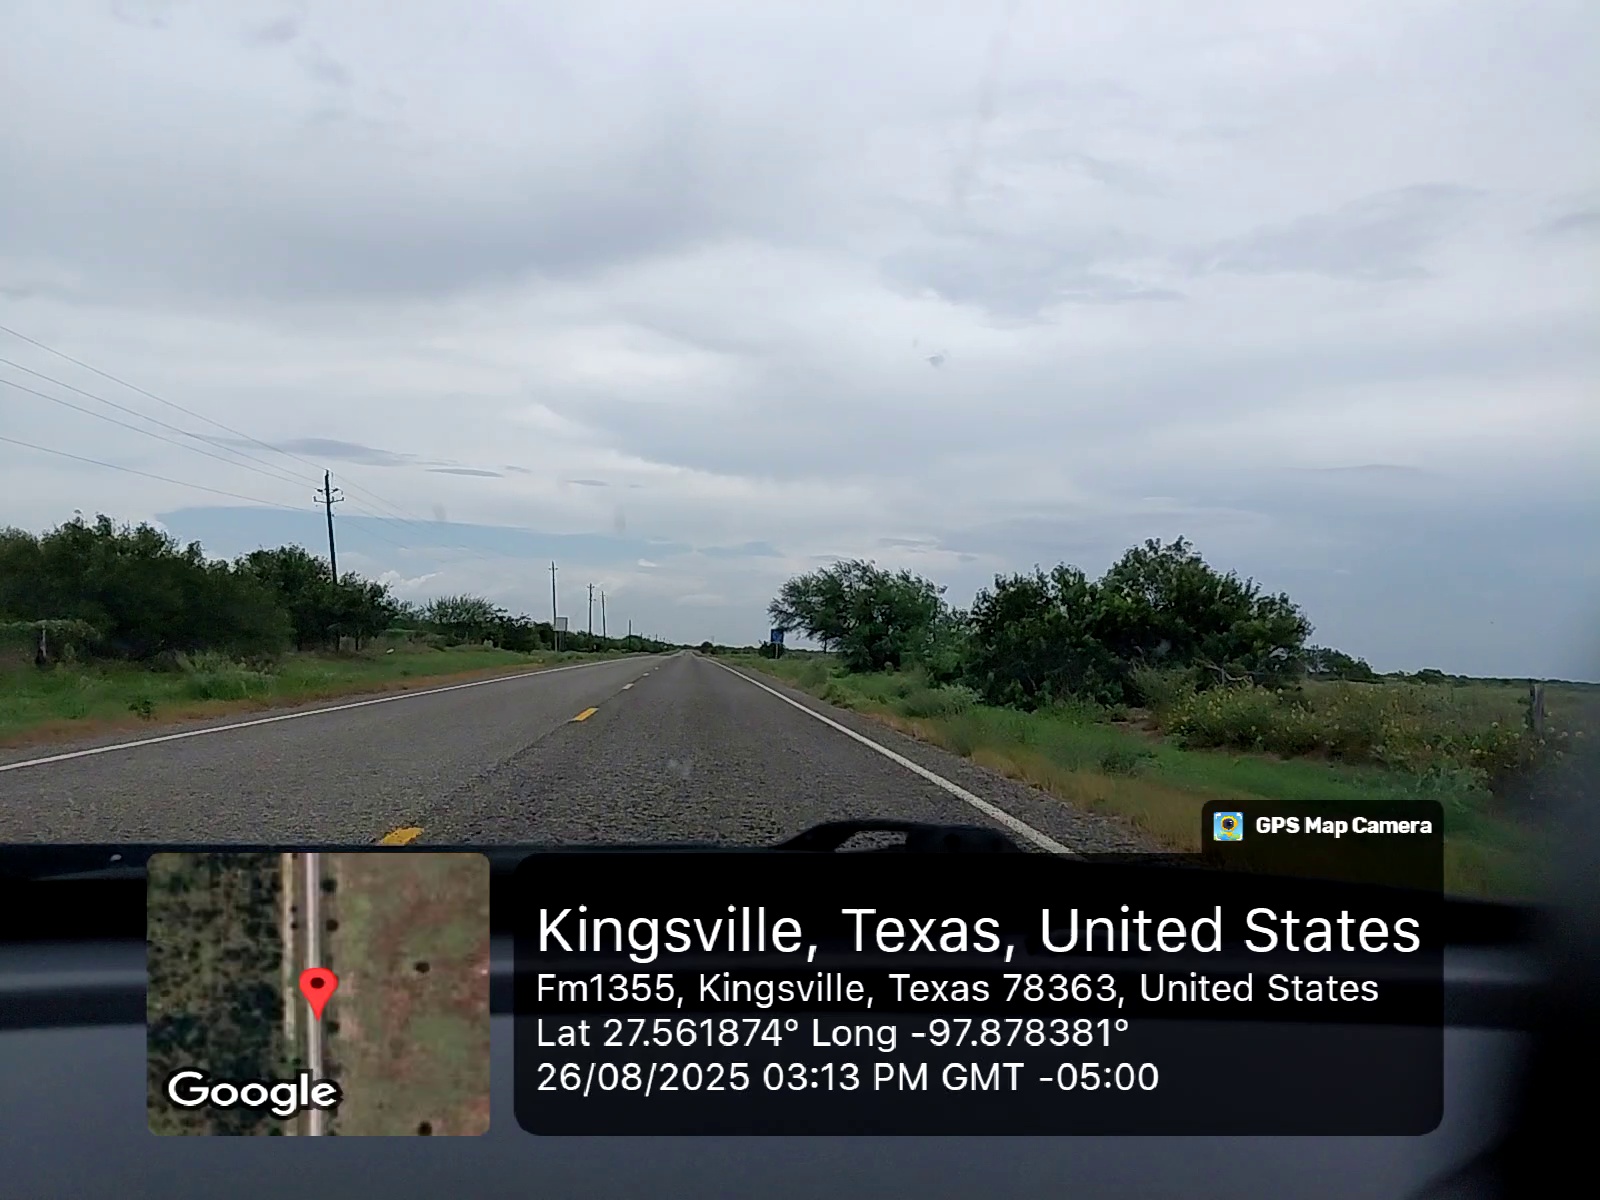 GPS Map Camera
Kingsville, Texas, United States
Fm1355, Kingsville, Texas 78363, United States
Lat 27.561874° Long -97.878381°
26/08/2025 03:13 PM GMT -05:00
Google